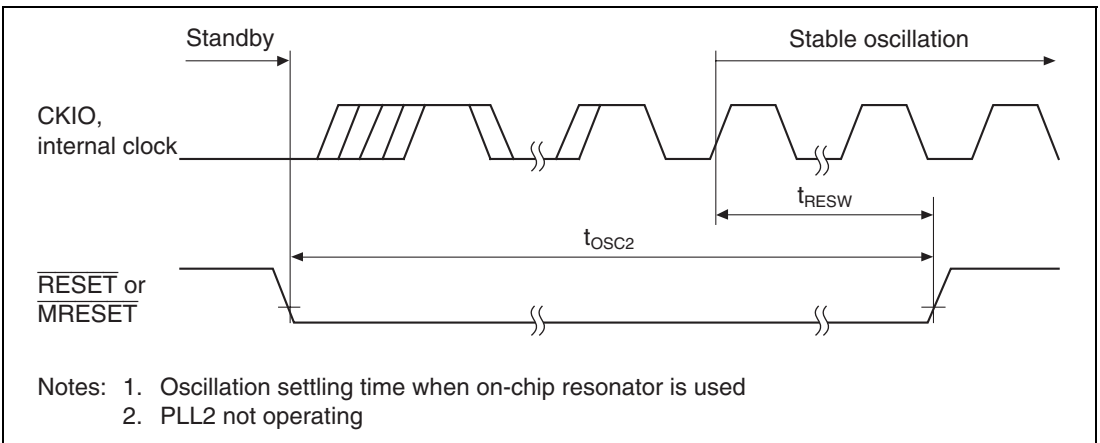 Standby
Stable oscillation
CKIO,
internal clock
tRESW
tOSC2
RESET or
MRESET
Notes: 1. Oscillation settling time when on-chip resonator is used
2. PLL2 not operating